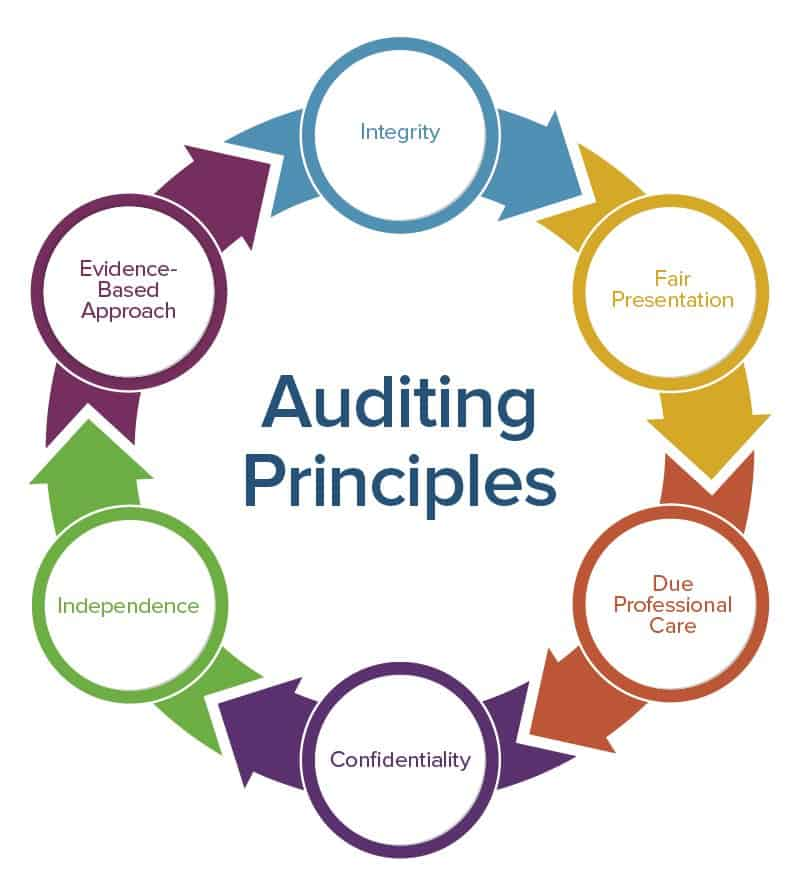 Integrity
Fair
Presentation
Due
Professional
Care
Confidentiality
Independence
Evidence-
Based
Approach
Auditing
Principles